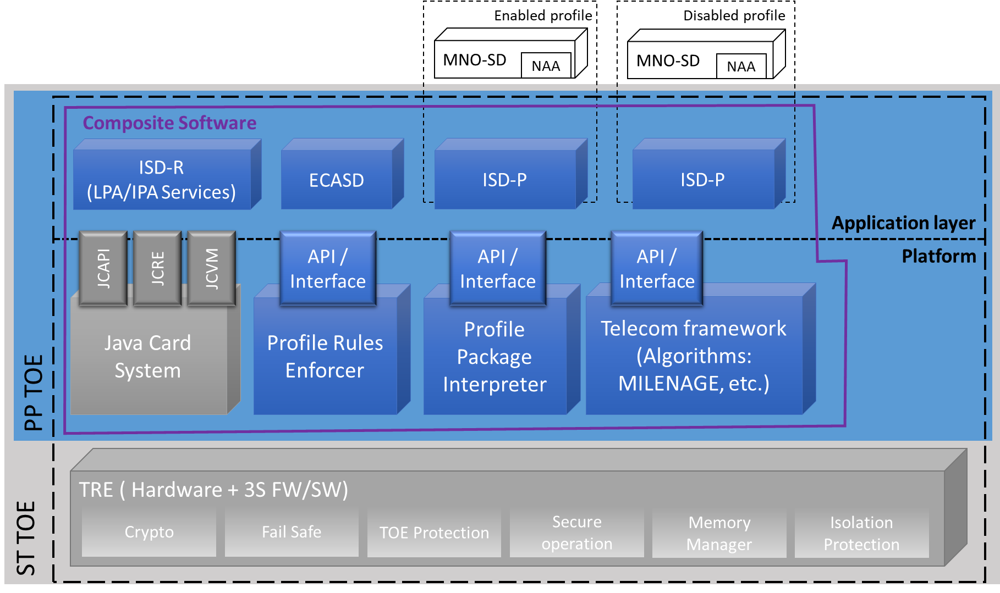 Enabled profile
Disabled profile
MNO-SD
NAA
MNO-SD
NAA
Composite Software
ISD-R
(LPA/IPA Services)
ECASD
ISD-P
ISD-P
Application layer
Platform
JCAPI
JCRE
JCVM
API /
Interface
API /
Interface
API /
Interface
Java Card
System
Profile Rules
Enforcer
Profile
Package
Interpreter
Telecom framework
(Algorithms:
MILENAGE, etc.)
PP TOE
ST TOE
TRE ( Hardware + 3S FW/SW)
Crypto
Fail Safe
TOE Protection
Secure
operation
Memory
Manager
Isolation
Protection